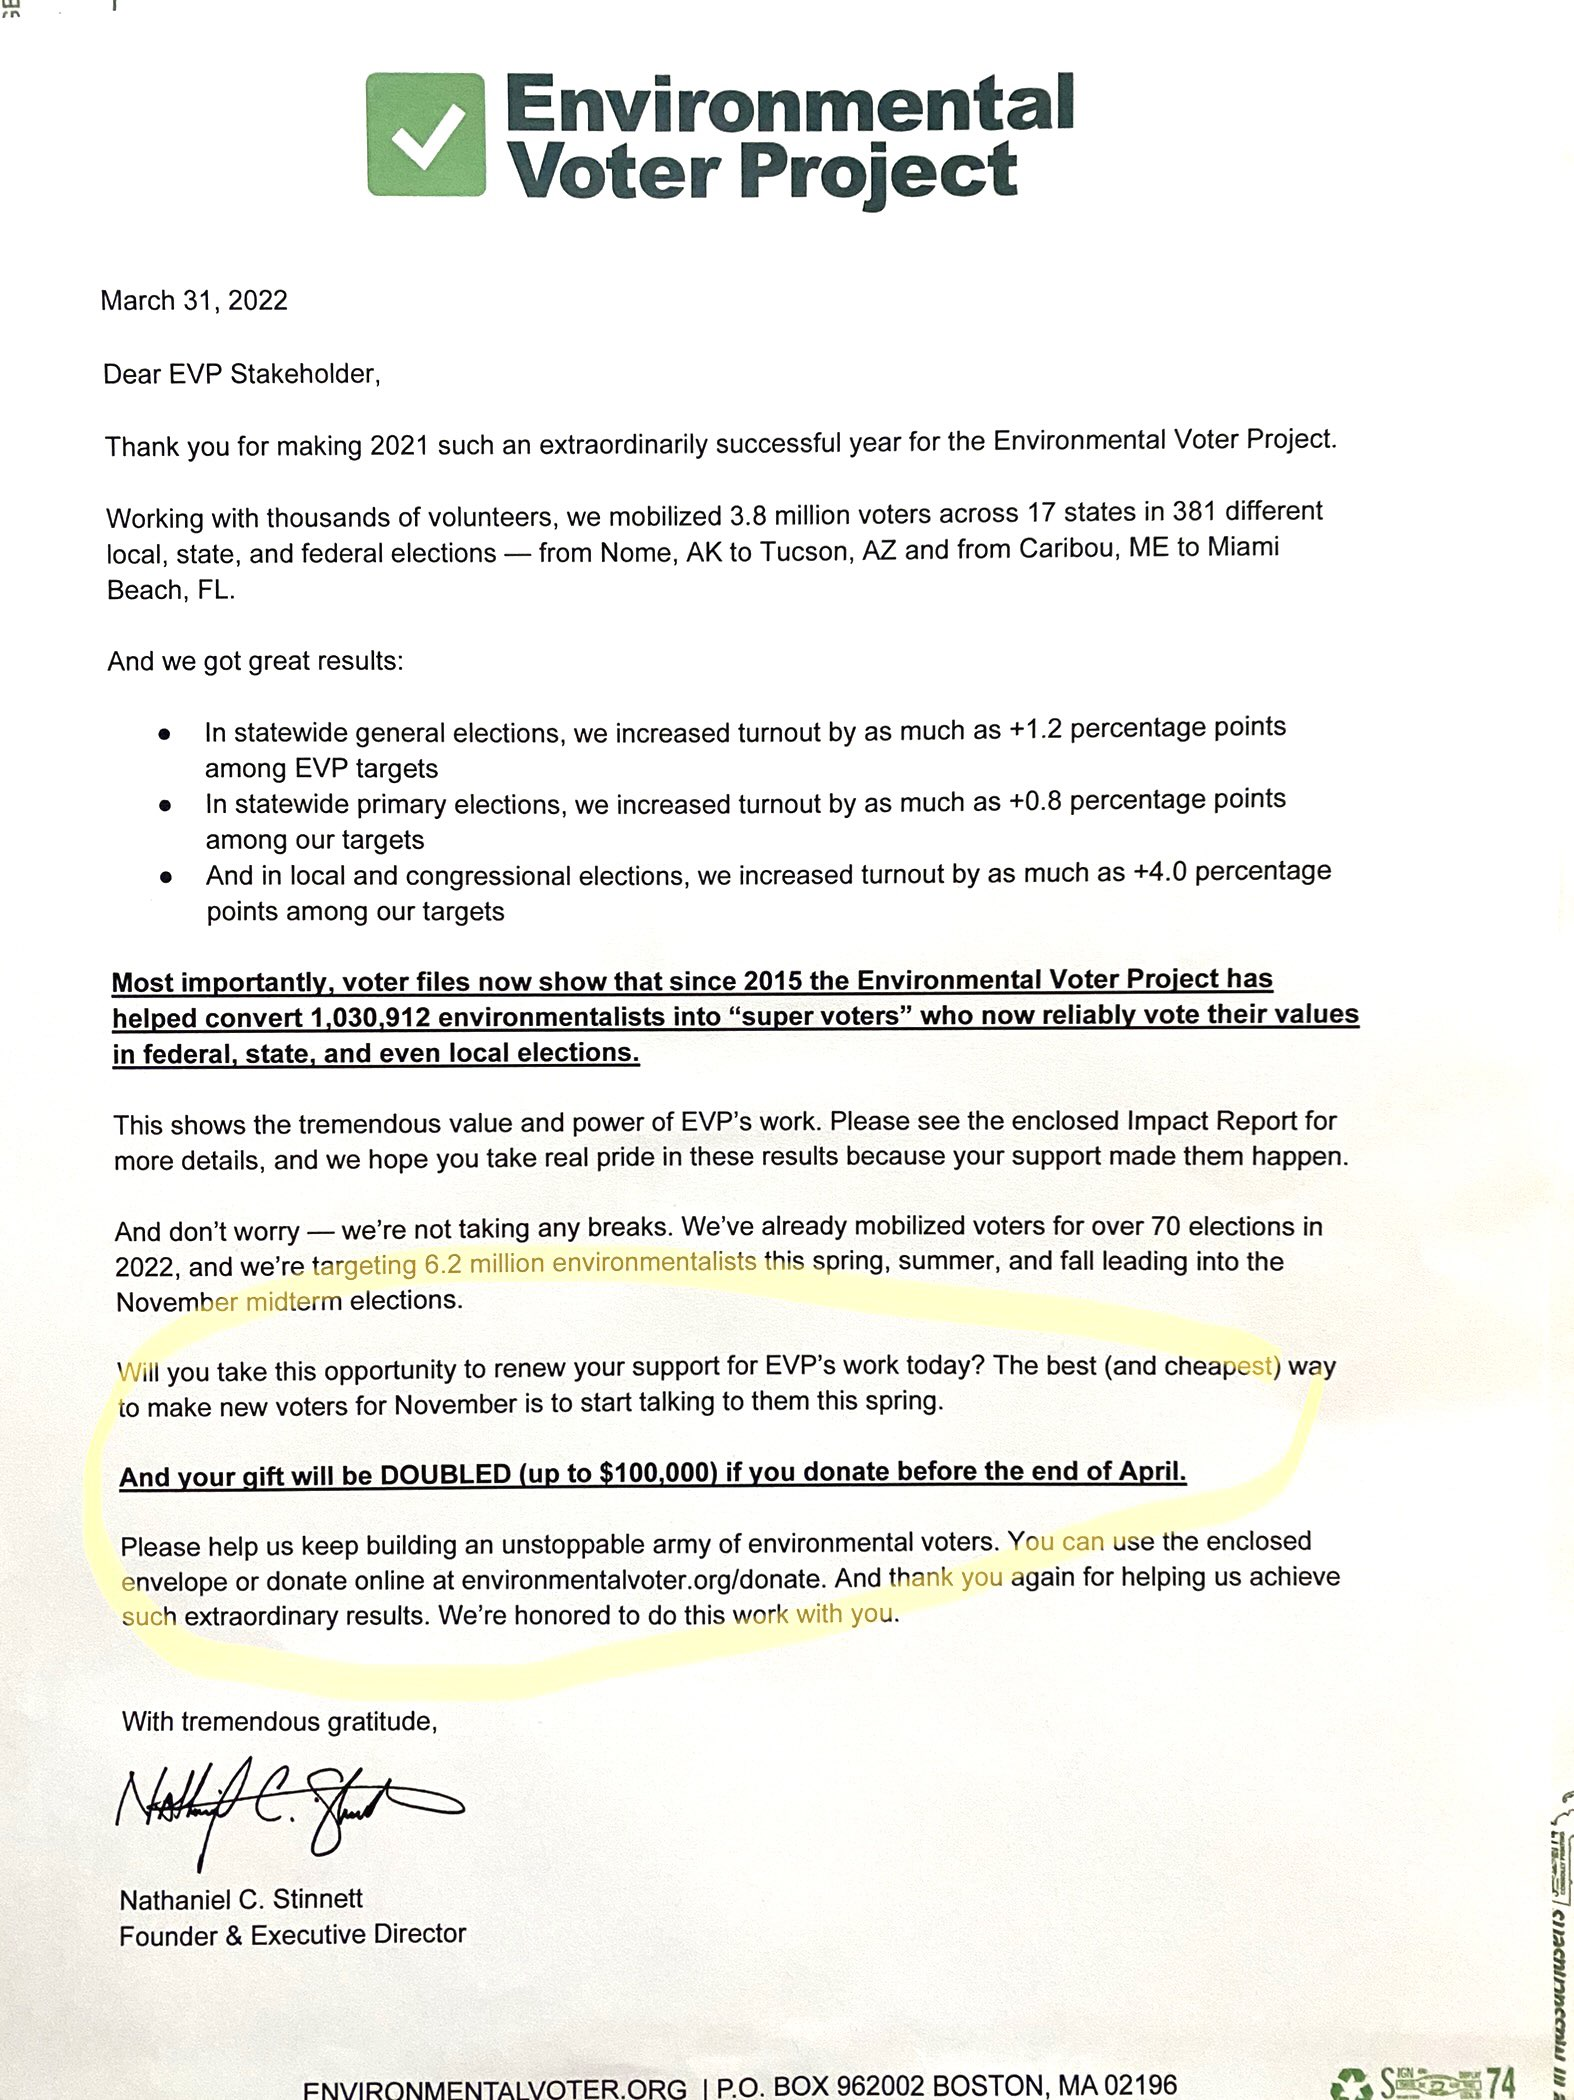 Environmental
Voter Project
March 31, 2022
Dear EVP Stakeholder,
Thank you for making 2021 such an extraordinarily successful year for the Environmental Voter Project.
Working with thousands of volunteers, we mobilized 3.8 million voters across 17 states in 381 different
local, state, and federal elections — from Nome, AK to Tucson, AZ and from Caribou, ME to Miami
Beach, FL.
And we got great results:
● In statewide general elections, we increased turnout by as much as +1.2 percentage points
among EVP targets
● In statewide primary elections, we increased turnout by as much as +0.8 percentage points
among our targets
● And in local and congressional elections, we increased turnout by as much as +4.0 percentage
points among our targets
Most importantly, voter files now show that since 2015 the Environmental Voter Project has
helped convert 1,030,912 environmentalists into “super voters” who now reliably vote their values
in federal, state, and even local elections.
This shows the tremendous value and power of EVP’s work. Please see the enclosed Impact Report for
more details, and we hope you take real pride in these results because your support made them happen.
And don’t worry — we’re not taking any breaks. We’ve already mobilized voters for over 70 elections in
2022, and we’re targeting 6.2 million environmentalists this spring, summer, and fall leading into the
November midterm elections.
Will you take this opportunity to renew your support for EVP’s work today? The best (and cheapest) way
to make new voters for November is to start talking to them this spring.
And your gift will be DOUBLED (up to $100,000) if you donate before the end of April.
Please help us keep building an unstoppable army of environmental voters. You can use the enclosed
envelope or donate online at environmentalvoter.org/donate. And thank you again for helping us achieve
such extraordinary results. We’re honored to do this work with you.
With tremendous gratitude,
Nathaniel C. Stinnett
Founder & Executive Director
ENVIRONMENTALVOTER.ORG | P.O. BOX 962002 BOSTON, MA 02196
74